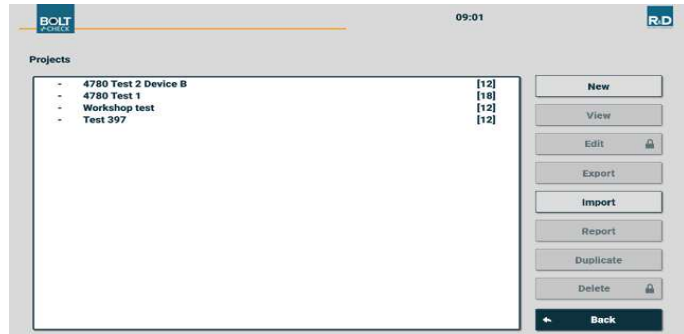 BOLT
CHECK
09:01
R&D
Projects
- 4780 Test 2 Device B [12]
- 4780 Test 1 [18]
- Workshop test [12]
- Test 397 [12]
New
View
Edit
Export
Import
Report
Duplicate
Delete
Back